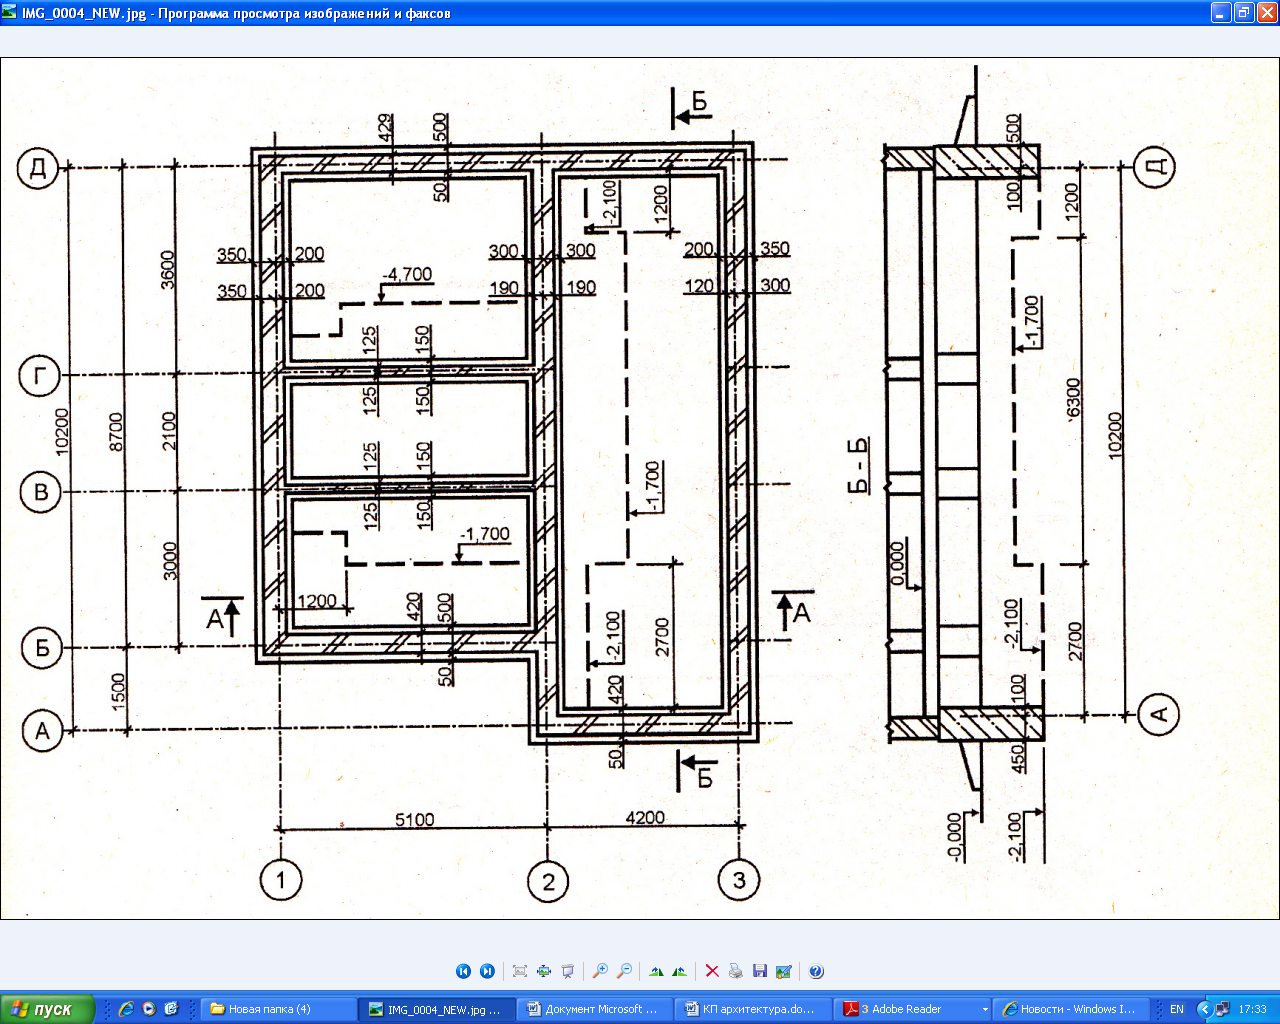 IMG_0004_NEW.jpg - Программа просмотра изображений и факсов
Б
429
500
500
Д
Д
50
-2,100
1200
100
1200
350
200
300
300
200
350
3600
-4,700
350
200
190
190
120
300
-1,700
125
150
Г
125
150
10200
8700
2100
6300
10200
125
150
Б - Б
-1,700
В
125
150
-1,700
3000
0,000
1200
420
500
А
А
-2,100
-2,100
2700
2700
Б
50
420
100
1500
А
А
50
450
Б
5100
4200
-0,000
-2,100
1
2
3
пуск
Новая папка (4)
IMG_0004_NEW.jpg ...
Документ Microsoft ...
КП архитектура.do...
3 Adobe Reader
Новости - Windows I...
EN
17:33